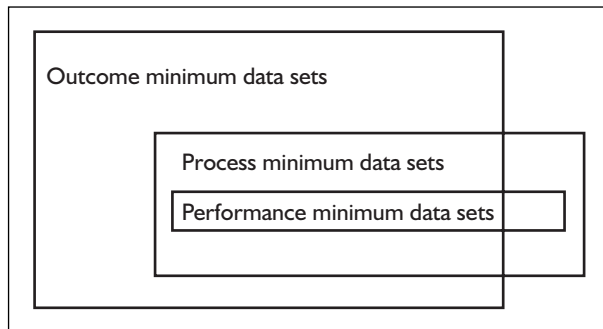 Outcome minimum data sets
Process minimum data sets
Performance minimum data sets